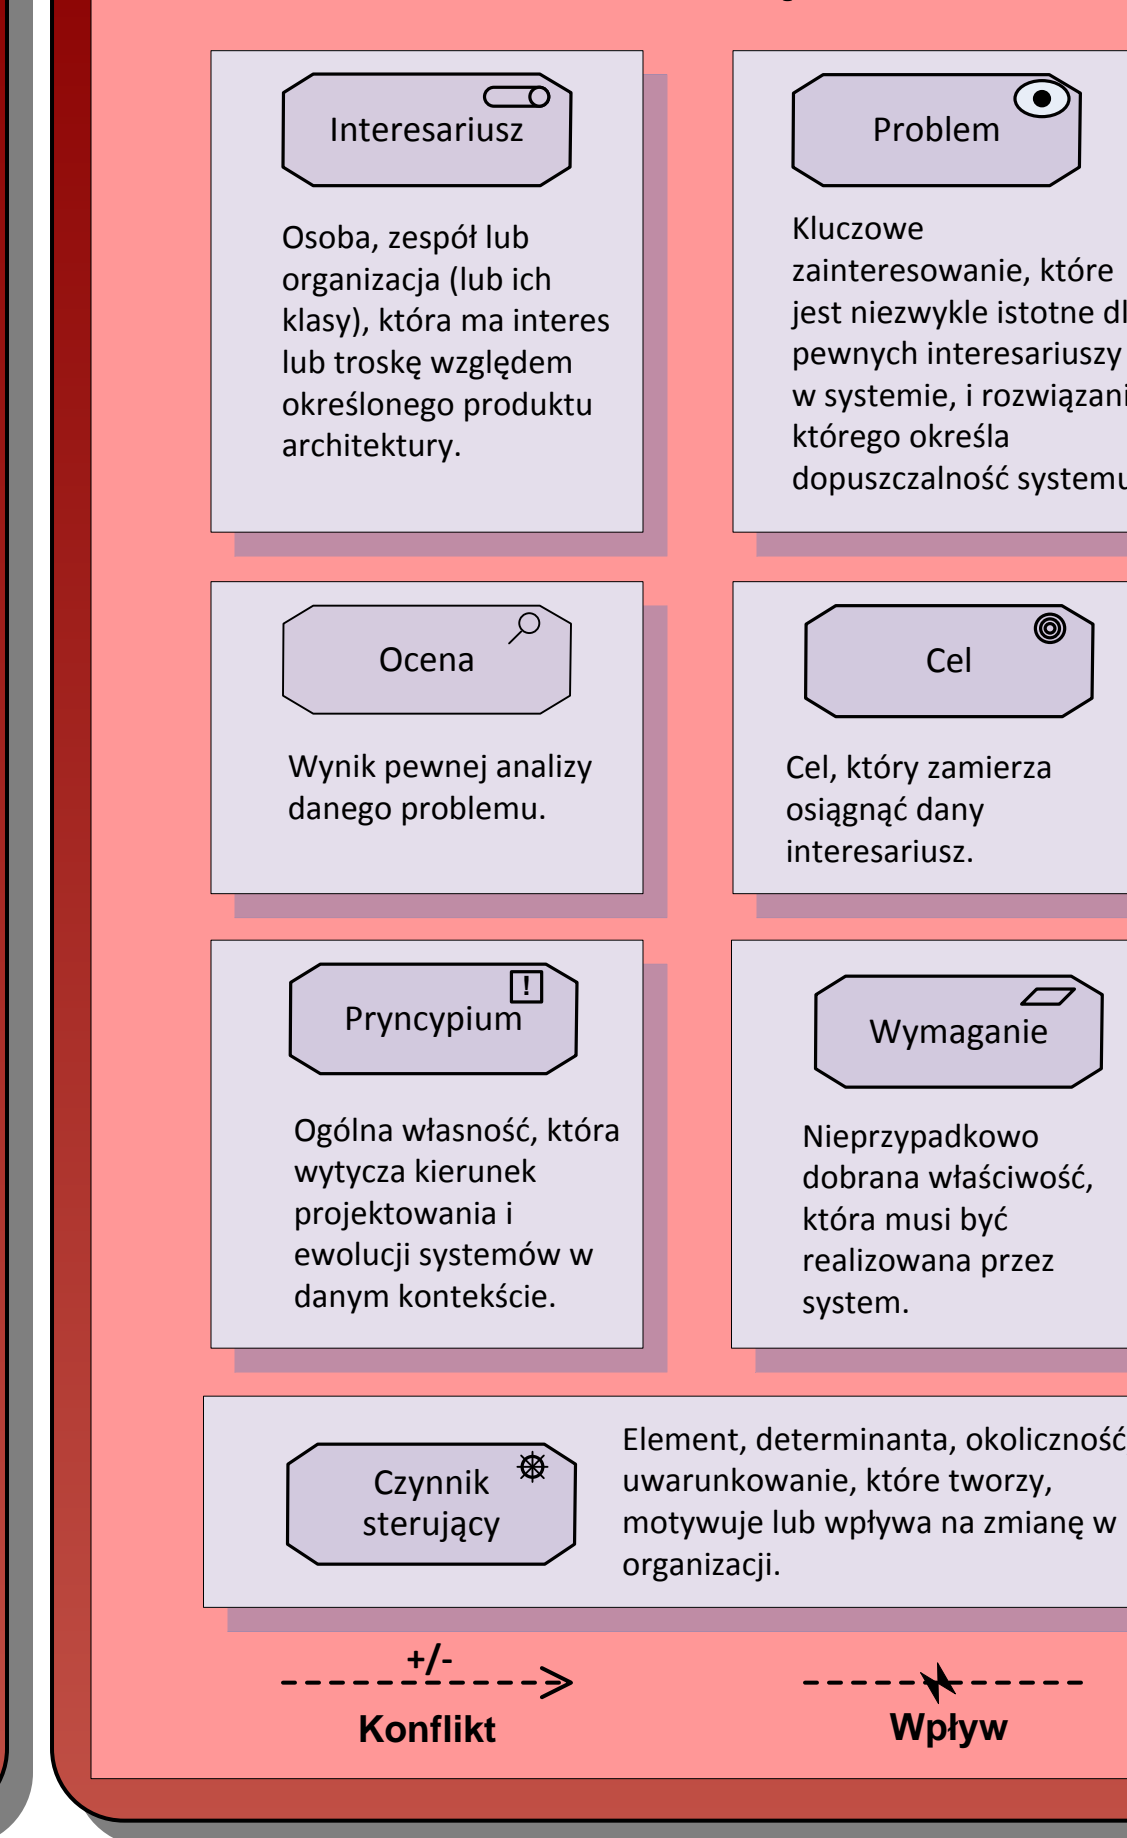 Interesariusz
Osoba, zespół lub
organizacja (lub ich
klasy), która ma interes
lub troskę względem
określonego produktu
architektury.
Problem
Kluczowe
zainteresowanie, które
jest niezwykle istotne
pewnych interesariuszy
w systemie, i
którego określa
dopuszczalność
Ocena
Wynik pewnej analizy
danego problemu.
Cel
Cel, który zamierza
osiągnąć dany
interesariusz.
!
Pryncypium
Ogólna własność, która
wytycza kierunek
projektowania i
ewolucji systemów w
danym kontekście.
Wymaganie
Nieprzypadkowo
dobrana właściwość,
która musi być
realizowana przez
system.
Czynnik
sterujący
Element, determinanta, okoliczność
uwarunkowanie, które tworzy,
motywuje lub wpływa na zmianę w
organizacji.
+/-
Konflikt
Wpływ